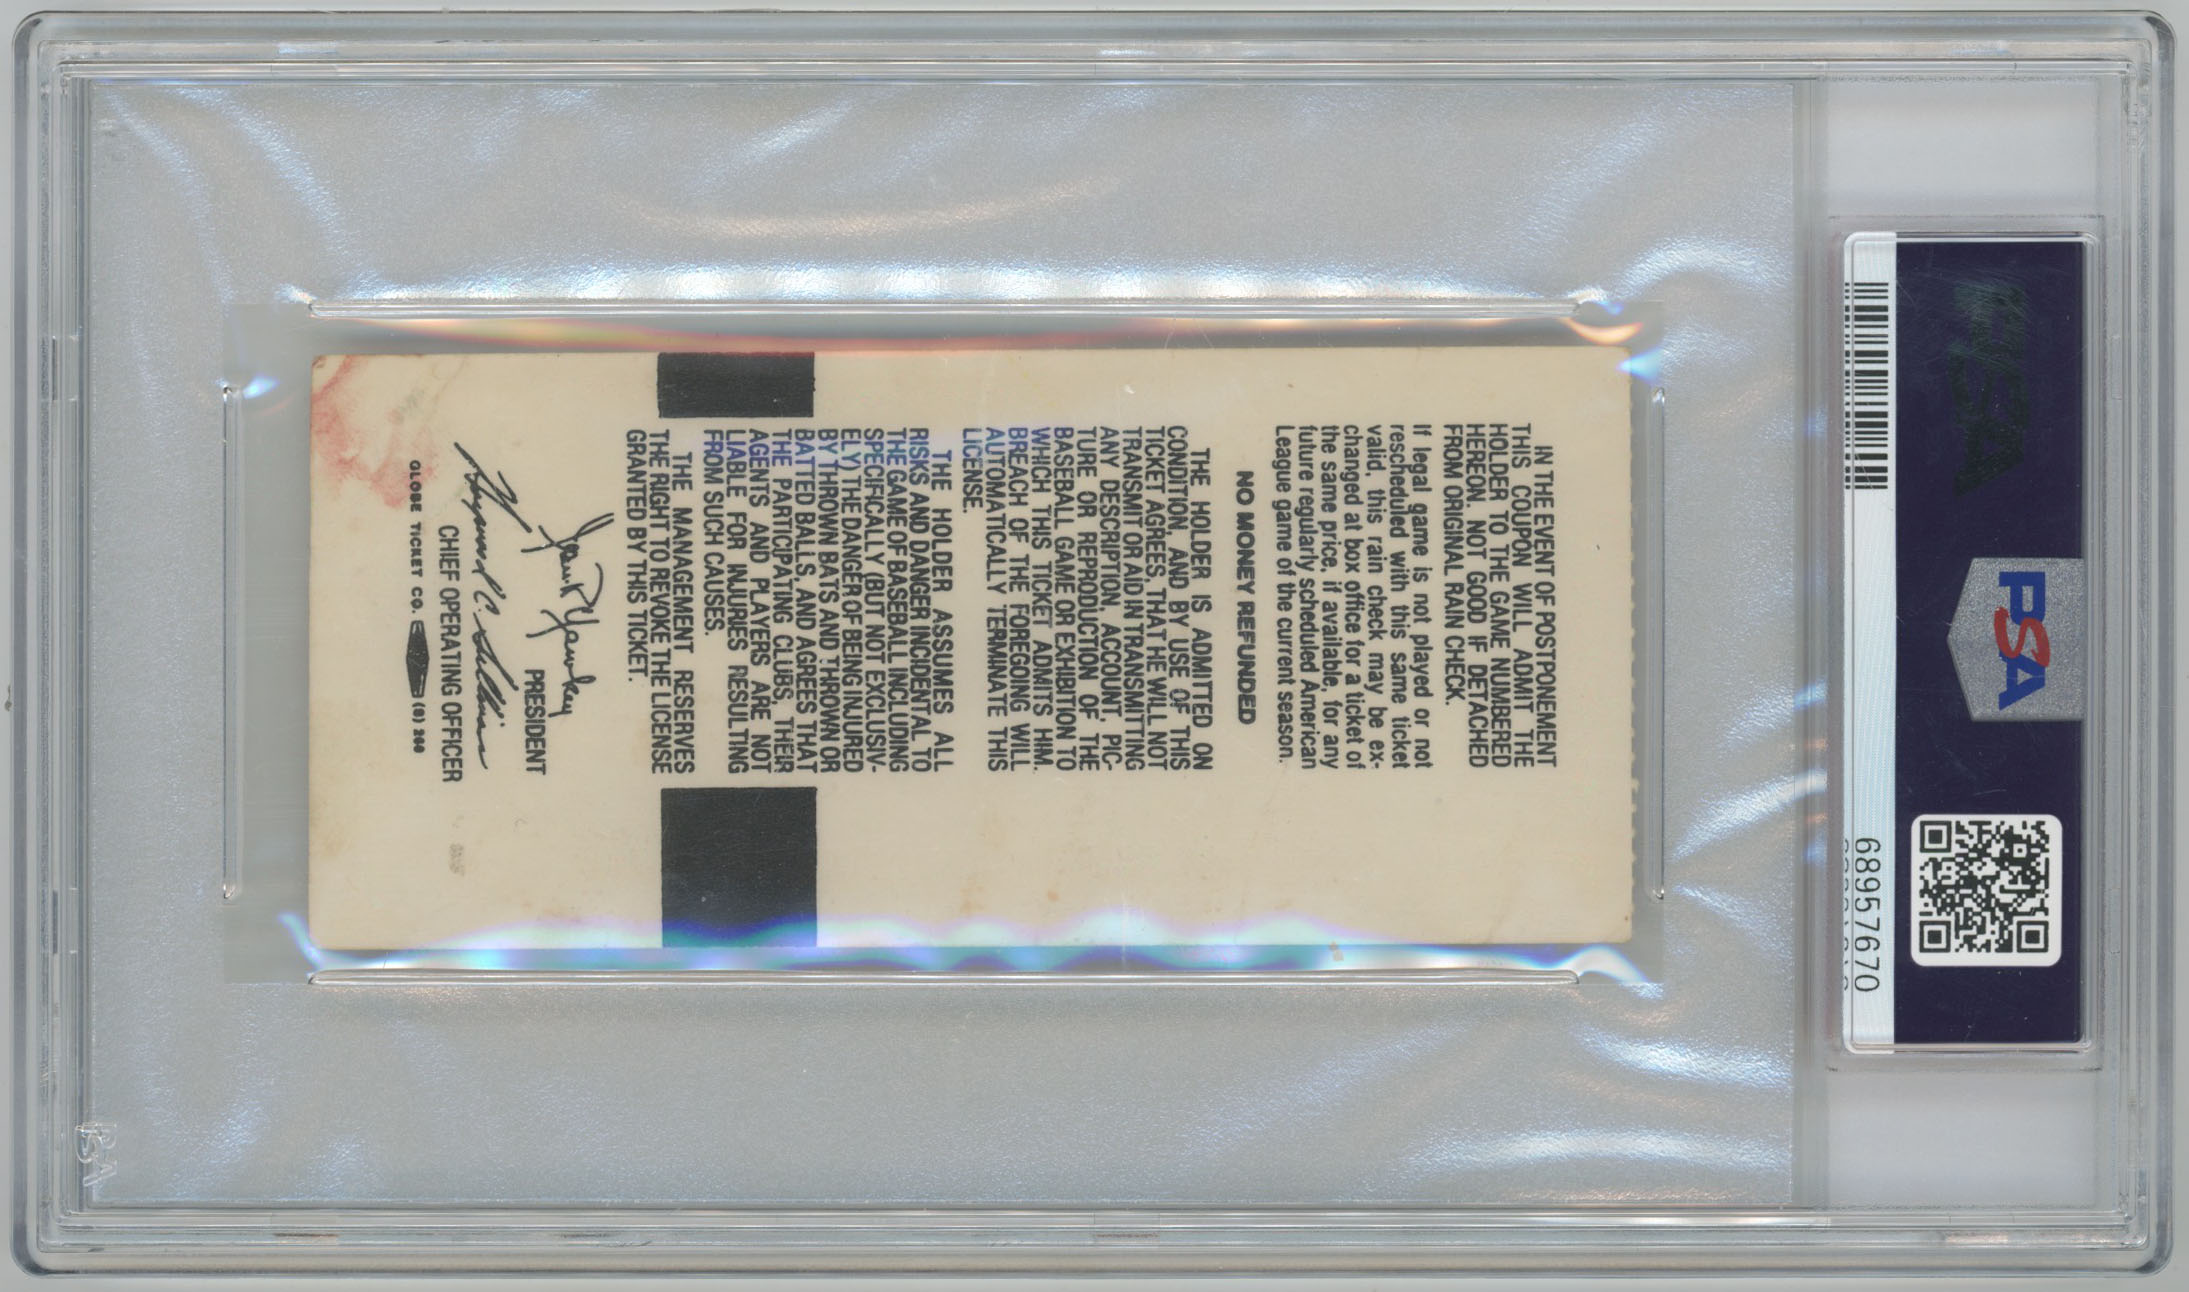 IN THE EVENT OF POSTPONEMENT
THIS COUPON WILL ADMIT THE
HOLDER TO THE GAME NUMBERED
HEREON. NOT GOOD IF DETACHED
FROM ORIGINAL RAIN CHECK.
If legal game is not played or not
rescheduled with this same ticket
valid, this rain check may be ex-
changed at box office for a ticket of
the same price, if available, for any
future regularly scheduled American
League game of the current season.
NO MONEY REFUNDED
THE HOLDER IS ADMITTED ON
CONDITION, AND BY USE OF THIS
TICKET AGREES, THAT HE WILL NOT
TRANSMIT OR AID IN TRANSMITTING
ANY DESCRIPTION, ACCOUNT, PIC-
TURE OR REPRODUCTION OF THE
BASEBALL GAME OR EXHIBITION TO
WHICH THIS TICKET ADMITS HIM.
BREACH OF THE FOREGOING WILL
AUTOMATICALLY TERMINATE THIS
LICENSE.
THE HOLDER ASSUMES ALL
RISKS AND DANGER INCIDENTAL TO
THE GAME OF BASEBALL INCLUDING
SPECIFICALLY (BUT NOT EXCLUSIV-
ELY) THE DANGER OF BEING INJURED
BY THROWN BATS AND THROWN OR
BATTED BALLS, AND AGREES THAT
THE PARTICIPATING CLUBS, THEIR
AGENTS AND PLAYERS ARE NOT
LIABLE FOR INJURIES RESULTING
FROM SUCH CAUSES.
THE MANAGEMENT RESERVES
THE RIGHT TO REVOKE THE LICENSE
GRANTED BY THIS TICKET.
Jean R. Yawkey
PRESIDENT
Haywood C. Sullivan
CHIEF OPERATING OFFICER
GLOBE TICKET CO. (8) 208
PSA
PSA
68957670
PSA